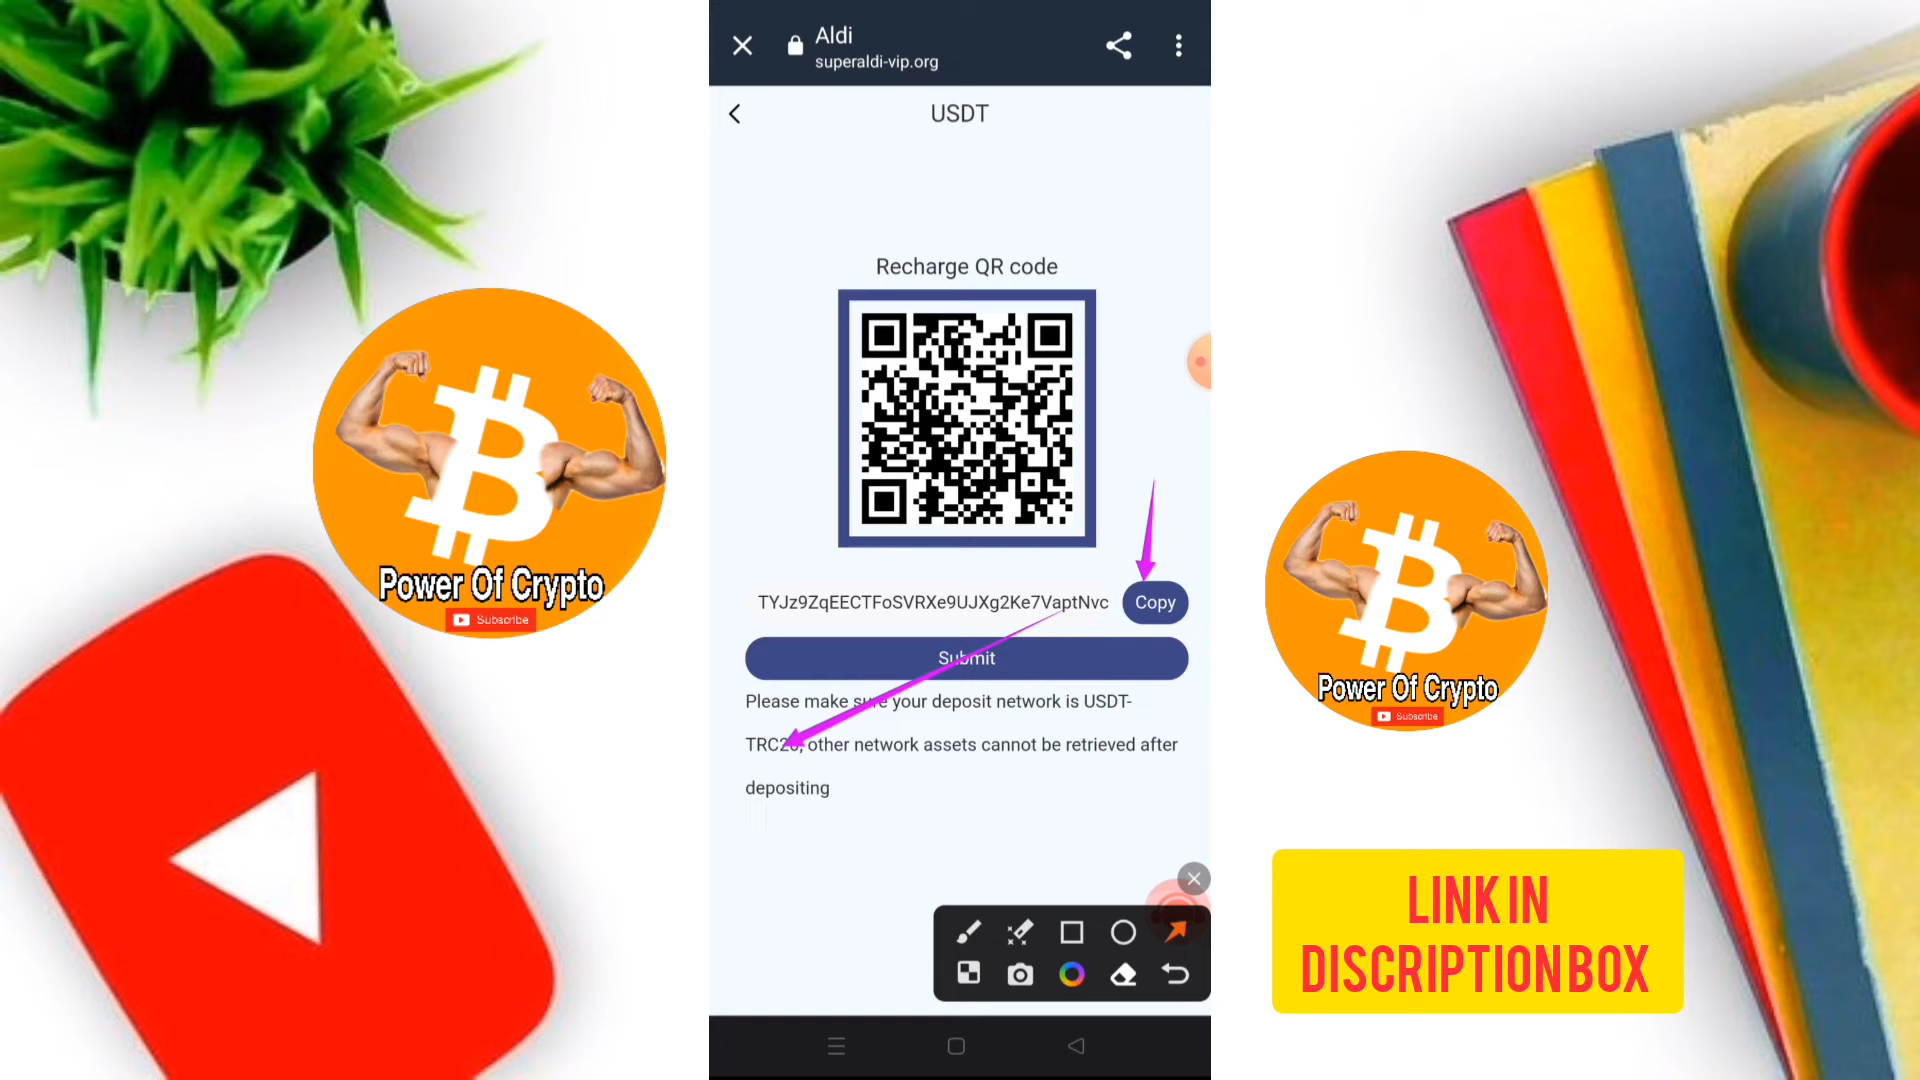 Aldi
superaldi-vip.org
USDT
Recharge QR code
TYJz9ZqEECTFoSVRXe9UJXg2Ke7VaptNvc
Copy
Submit
Please make sure your deposit network is USDT-
TRC20, other network assets cannot be retrieved after
depositing
Power Of Crypto
Subscribe
Power Of Crypto
Subscribe
LINK IN
DISCRIPTION BOX